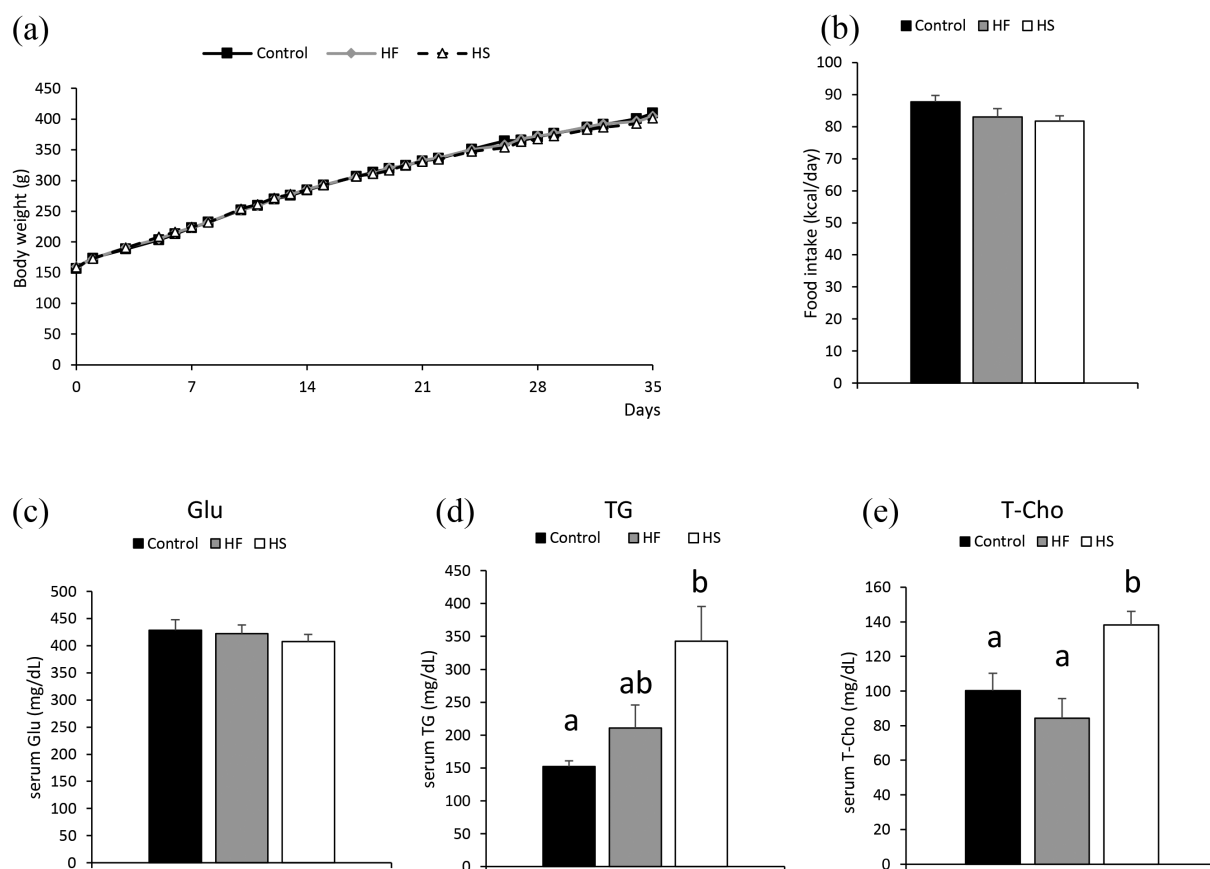 (a)
Control HF HS
Body weight (g)
450
400
350
300
250
200
150
100
50
0
0 7 14 21 28 35
Days
(b)
Control HF HS
Food intake (kcal/day)
100
90
80
70
60
50
40
30
20
10
0
(c) Glu
Control HF HS
serum Glu (mg/dL)
500
450
400
350
300
250
200
150
100
50
0
(d) TG
Control HF HS
serum TG (mg/dL)
450
400
350
300
250
200
150
100
50
0
a
ab
b
(e) T-Cho
Control HF HS
serum T-Cho (mg/dL)
160
140
120
100
80
60
40
20
0
a
a
b